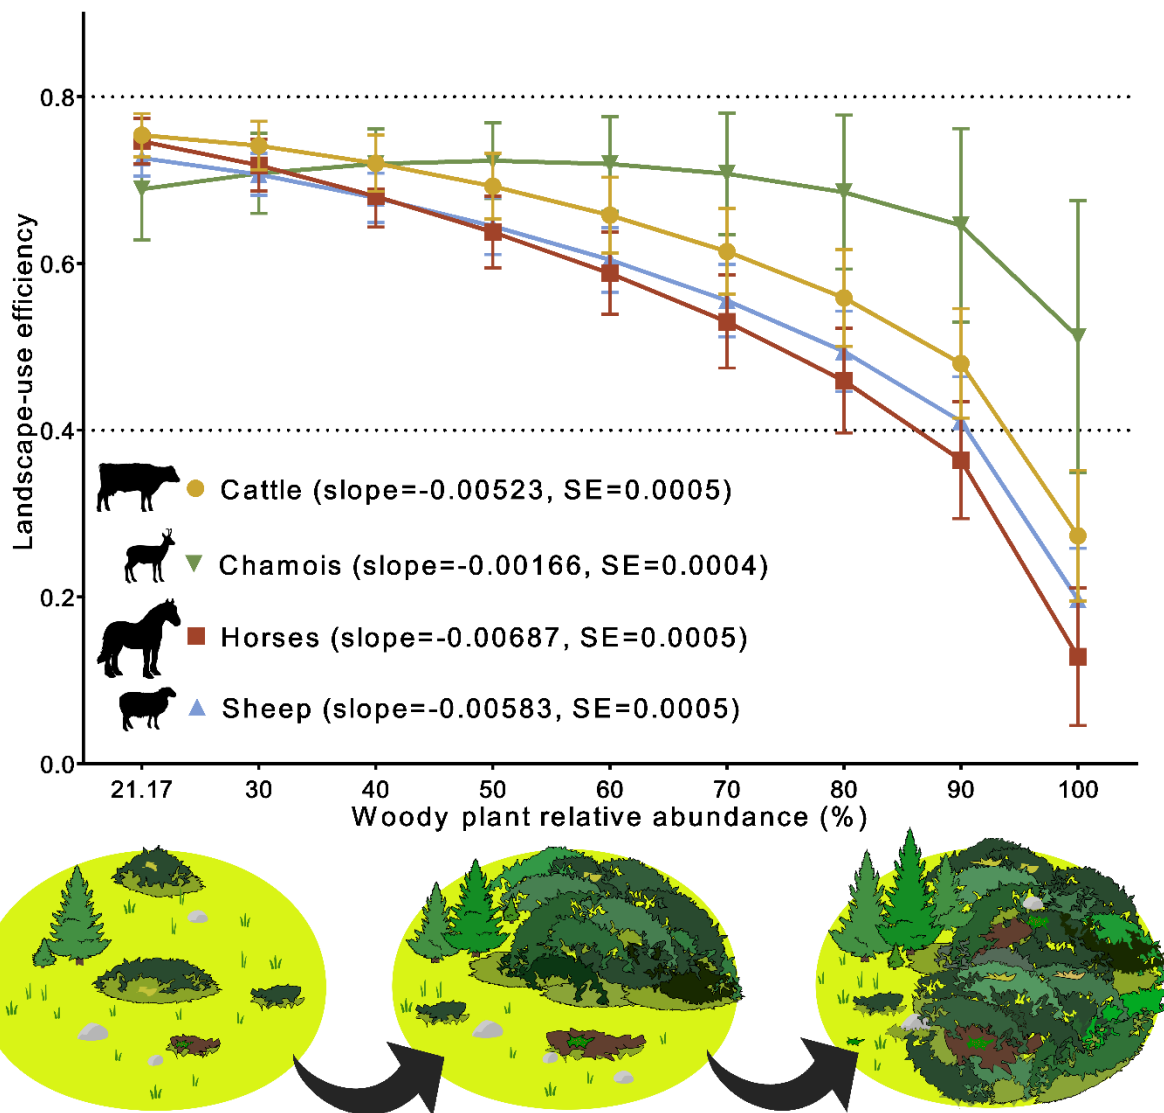 Landscape-use efficiency
0.8
0.6
0.4
0.2
0.0
Cattle (slope=-0.00523, SE=0.0005)
Chamois (slope=-0.00166, SE=0.0004)
Horses (slope=-0.00687, SE=0.0005)
Sheep (slope=-0.00583, SE=0.0005)
21.17 30 40 50 60 70 80 90 100
Woody plant relative abundance (%)